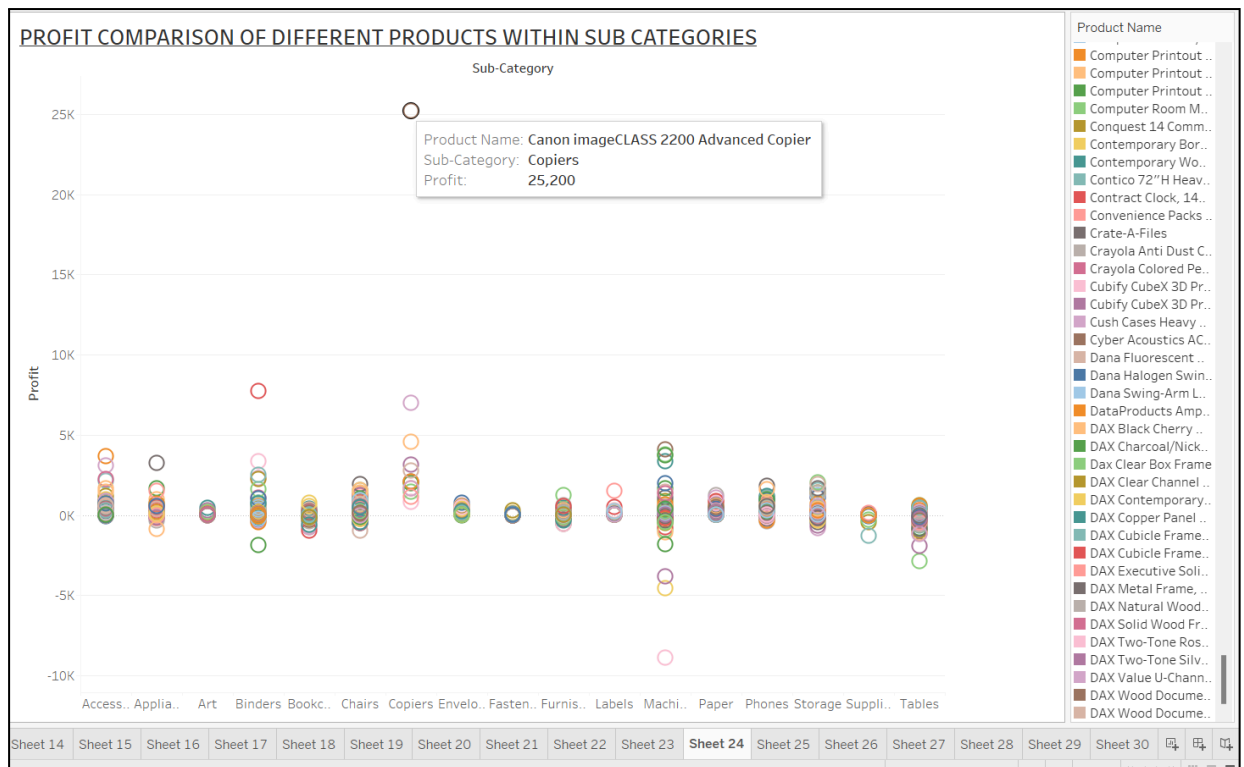 PROFIT COMPARISON OF DIFFERENT PRODUCTS WITHIN SUB CATEGORIES
Sub-Category
25K
20K
15K
10K
5K
0K
-5K
-10K
Profit
Product Name: Canon imageCLASS 2200 Advanced Copier
Sub-Category: Copiers
Profit: 25,200
Access.. Applia.. Art Binders Bookc.. Chairs Copiers Envelo.. Fasten.. Furnis.. Labels Machi.. Paper Phones Storage Suppli.. Tables
Product Name
Computer Printout ..
Computer Printout ..
Computer Printout ..
Computer Room M..
Conquest 14 Comm..
Contemporary Bor..
Contemporary Wo..
Contico 72"H Heav..
Contract Clock, 14..
Convenience Packs ..
Crate-A-Files
Crayola Anti Dust C..
Crayola Colored Pe..
Cubify CubeX 3D Pr..
Cubify CubeX 3D Pr..
Cush Cases Heavy ..
Cyber Acoustics AC..
Dana Fluorescent ..
Dana Halogen Swin..
Dana Swing-Arm L..
DataProducts Amp..
DAX Black Cherry ..
DAX Charcoal/Nick..
Dax Clear Box Frame
DAX Clear Channel ..
DAX Contemporary..
DAX Copper Panel ..
DAX Cubicle Frame..
DAX Cubicle Frame..
DAX Executive Soli..
DAX Metal Frame, ..
DAX Natural Wood..
DAX Solid Wood Fr..
DAX Two-Tone Ros..
DAX Two-Tone Silv..
DAX Value U-Chann..
DAX Wood Docume..
DAX Wood Docume..
Sheet 14 Sheet 15 Sheet 16 Sheet 17 Sheet 18 Sheet 19 Sheet 20 Sheet 21 Sheet 22 Sheet 23 Sheet 24 Sheet 25 Sheet 26 Sheet 27 Sheet 28 Sheet 29 Sheet 30